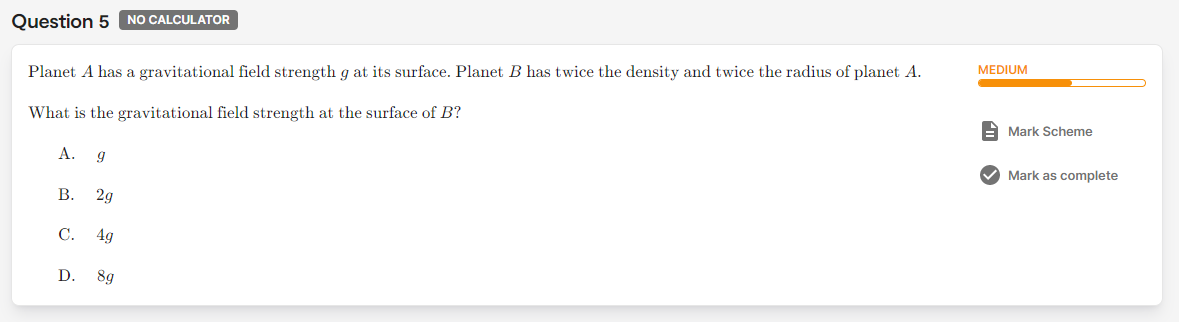 Question 5 NO CALCULATOR
Planet A has a gravitational field strength g at its surface. Planet B has twice the density and twice the radius of planet A.
MEDIUM
What is the gravitational field strength at the surface of B?
Mark Scheme
A. g
Mark as complete
B. 2g
C. 4g
D. 8g